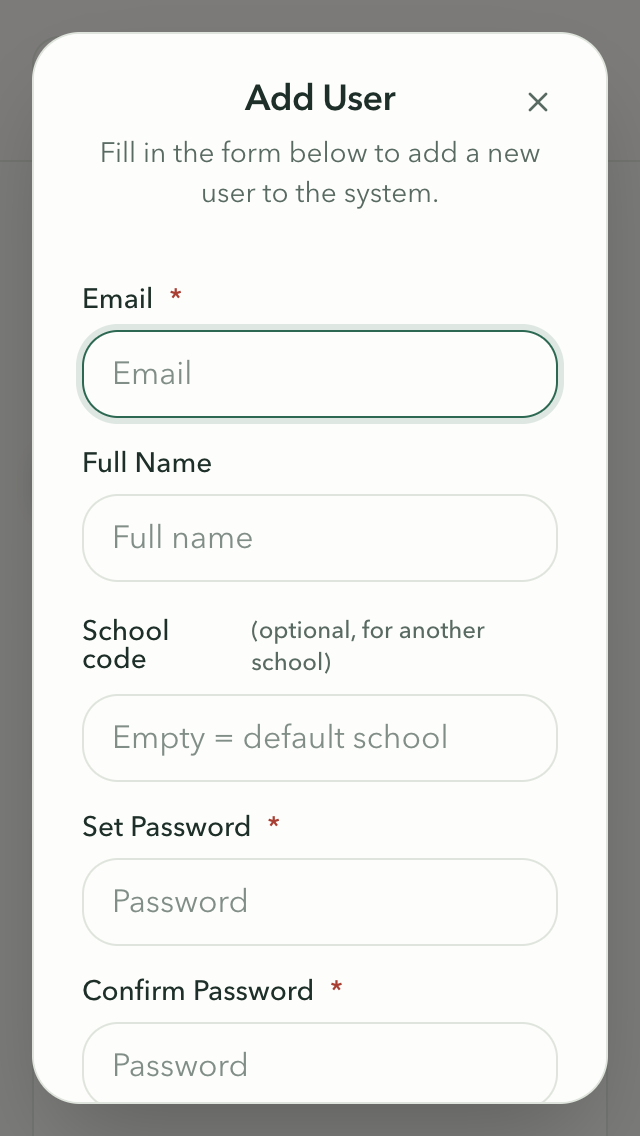 Add User
Fill in the form below to add a new
user to the system.
Email *
Email
Full Name
Full name
School
code
(optional, for another
school)
Empty = default school
Set Password *
Password
Confirm Password *
Password